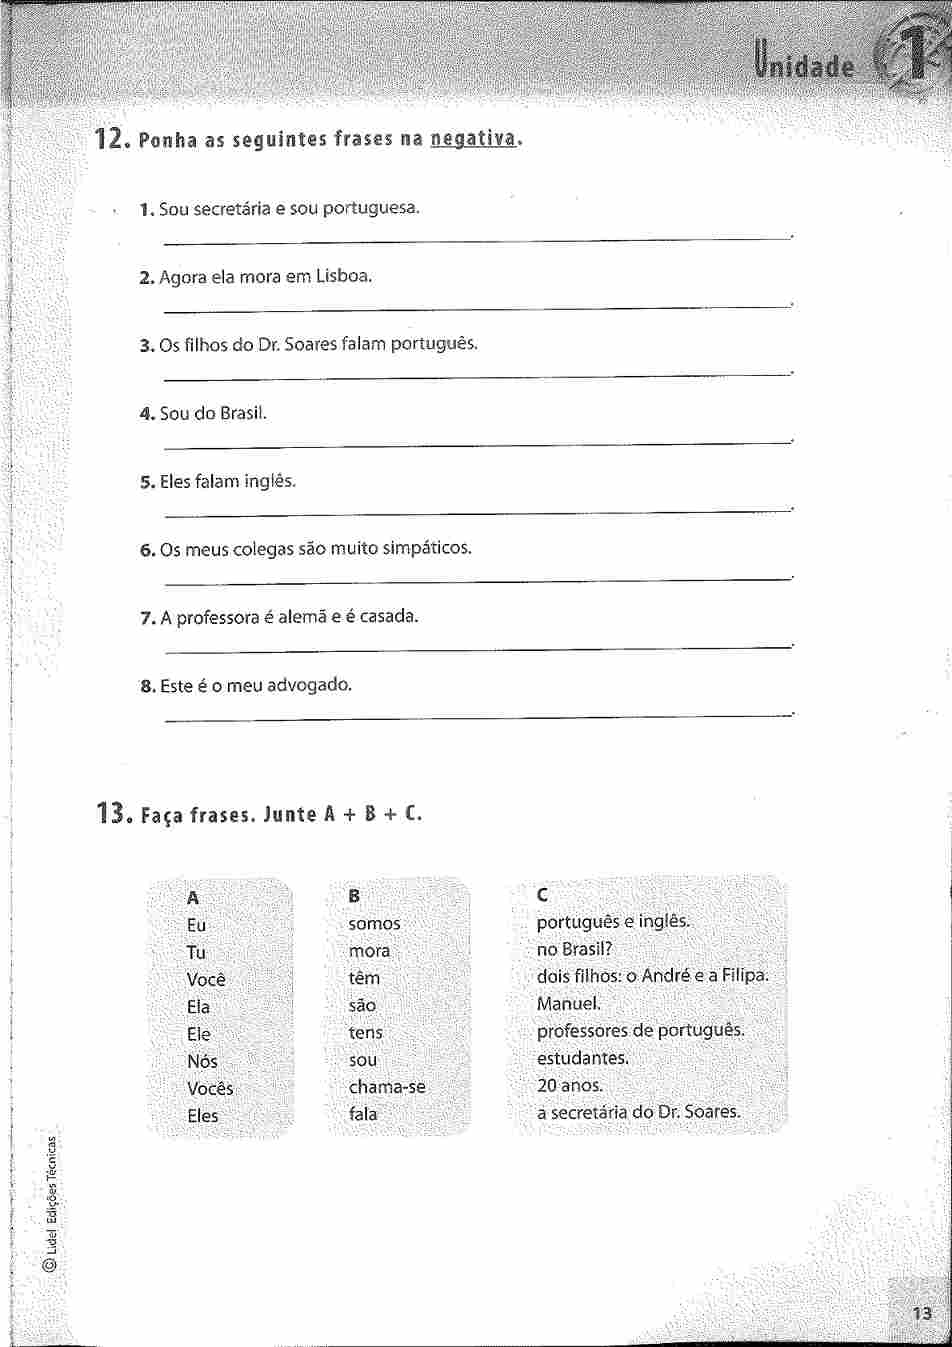 Unidade 1
12. Ponha as seguintes frases na negativa.
1. Sou secretária e sou portuguesa.
2. Agora ela mora em Lisboa.
3. Os filhos do Dr. Soares falam português.
4. Sou do Brasil.
5. Eles falam inglês.
6. Os meus colegas são muito simpáticos.
7. A professora é alemã e é casada.
8. Este é o meu advogado.
13. Faça frases. Junte A + B + C.
A
Eu
Tu
Você
Ela
Ele
Nós
Vocês
Eles
B
somos
mora
têm
são
tens
sou
chama-se
fala
C
português e inglês.
no Brasil?
dois filhos: o André e a Filipa.
Manuel.
professores de português.
estudantes.
20 anos.
a secretária do Dr. Soares.
© Lidel Edições Técnicas
13